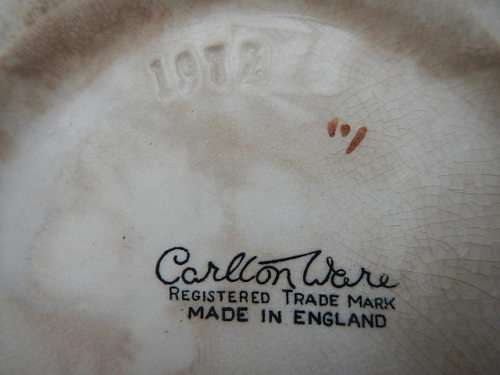 1972
Carlton Ware
REGISTERED TRADE MARK
MADE IN ENGLAND